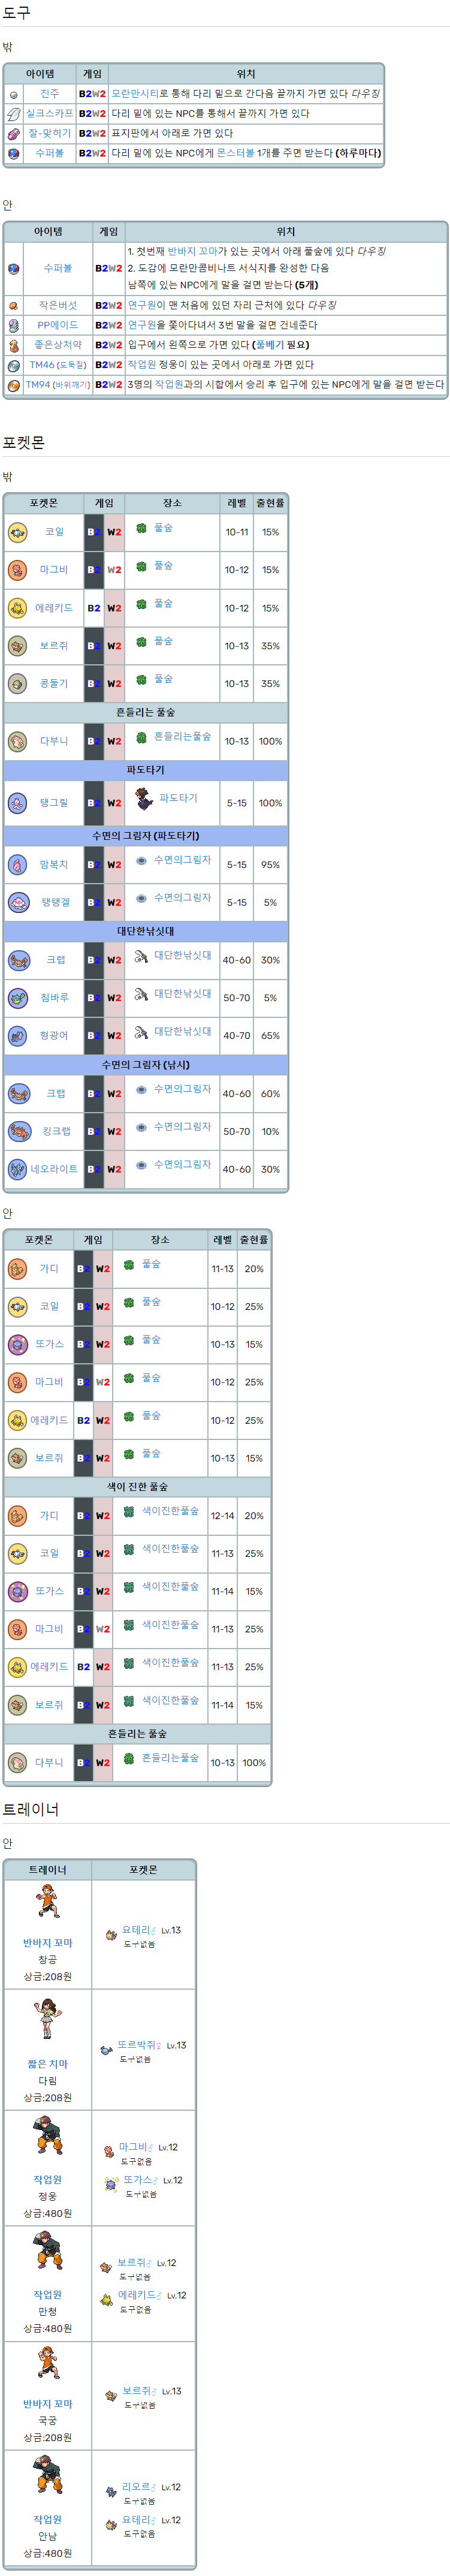 도구
밖
아이템 게임 위치
진주 B2W2 모란만시티로 통해 다리 밑으로 간다음 끝까지 가면 있다 다우징
실크스카프 B2W2 다리 밑에 있는 NPC를 통해서 끝까지 가면 있다
잘-맞히기 B2W2 표지판에서 아래로 가면 있다
수퍼볼 B2W2 다리 밑에 있는 NPC에게 몬스터볼 1개를 주면 받는다 (하루마다)
안
아이템 게임 위치
수퍼볼 B2W2 1. 첫번째 반바지 꼬마가 있는 곳에서 아래 풀숲에 있다 다우징
2. 도감에 모란만콤비나트 서식지를 완성한 다음
남쪽에 있는 NPC에게 말을 걸면 받는다 (5개)
작은버섯 B2W2 연구원이 맨 처음에 있던 자리 근처에 있다 다우징
PP에이드 B2W2 연구원을 쫓아다녀서 3번 말을 걸면 건네준다
좋은상처약 B2W2 입구에서 왼쪽으로 가면 있다 (풀베기 필요)
TM46 (도둑질) B2W2 작업원 정웅이 있는 곳에서 아래로 가면 있다
TM94 (바위깨기) B2W2 3명의 작업원과의 시합에서 승리 후 입구에 있는 NPC에게 말을 걸면 받는다
포켓몬
밖
포켓몬 게임 장소 레벨 출현률
코일 B2 W2 풀숲 10-11 15%
마그비 B2 W2 풀숲 10-12 15%
에레키드 B2 W2 풀숲 10-12 15%
보르쥐 B2 W2 풀숲 10-13 35%
콩둘기 B2 W2 풀숲 10-13 35%
흔들리는 풀숲
다부니 B2 W2 흔들리는풀숲 10-13 100%
파도타기
탱그릴 B2 W2 파도타기 5-15 100%
수면의 그림자 (파도타기)
맘복치 B2 W2 수면의그림자 5-15 95%
탱탱겔 B2 W2 수면의그림자 5-15 5%
대단한낚싯대
크랩 B2 W2 대단한낚싯대 40-60 30%
침바루 B2 W2 대단한낚싯대 50-70 5%
형광어 B2 W2 대단한낚싯대 40-70 65%
수면의 그림자 (낚시)
크랩 B2 W2 수면의그림자 40-60 60%
킹크랩 B2 W2 수면의그림자 50-70 10%
네오라이트 B2 W2 수면의그림자 40-60 30%
안
포켓몬 게임 장소 레벨 출현률
가디 B2 W2 풀숲 11-13 20%
코일 B2 W2 풀숲 10-12 25%
또가스 B2 W2 풀숲 10-13 15%
마그비 B2 W2 풀숲 10-12 25%
에레키드 B2 W2 풀숲 10-12 25%
보르쥐 B2 W2 풀숲 10-13 15%
색이 진한 풀숲
가디 B2 W2 색이진한풀숲 12-14 20%
코일 B2 W2 색이진한풀숲 11-13 25%
또가스 B2 W2 색이진한풀숲 11-14 15%
마그비 B2 W2 색이진한풀숲 11-13 25%
에레키드 B2 W2 색이진한풀숲 11-13 25%
보르쥐 B2 W2 색이진한풀숲 11-14 15%
흔들리는 풀숲
다부니 B2 W2 흔들리는풀숲 10-13 100%
트레이너
안
트레이너 포켓몬
반바지 꼬마
창공
상금:208원
요테리♂ Lv.13
도구없음
짧은 치마
다림
상금:208원
또르박쥐♀ Lv.13
도구없음
작업원
정웅
상금:480원
마그비♂ Lv.12
도구없음
또가스♂ Lv.12
도구없음
작업원
만청
상금:480원
보르쥐♂ Lv.12
도구없음
에레키드♂ Lv.12
도구없음
반바지 꼬마
국궁
상금:208원
보르쥐♂ Lv.13
도구없음
작업원
안남
상금:480원
리오르♂ Lv.12
도구없음
요테리♂ Lv.12
도구없음